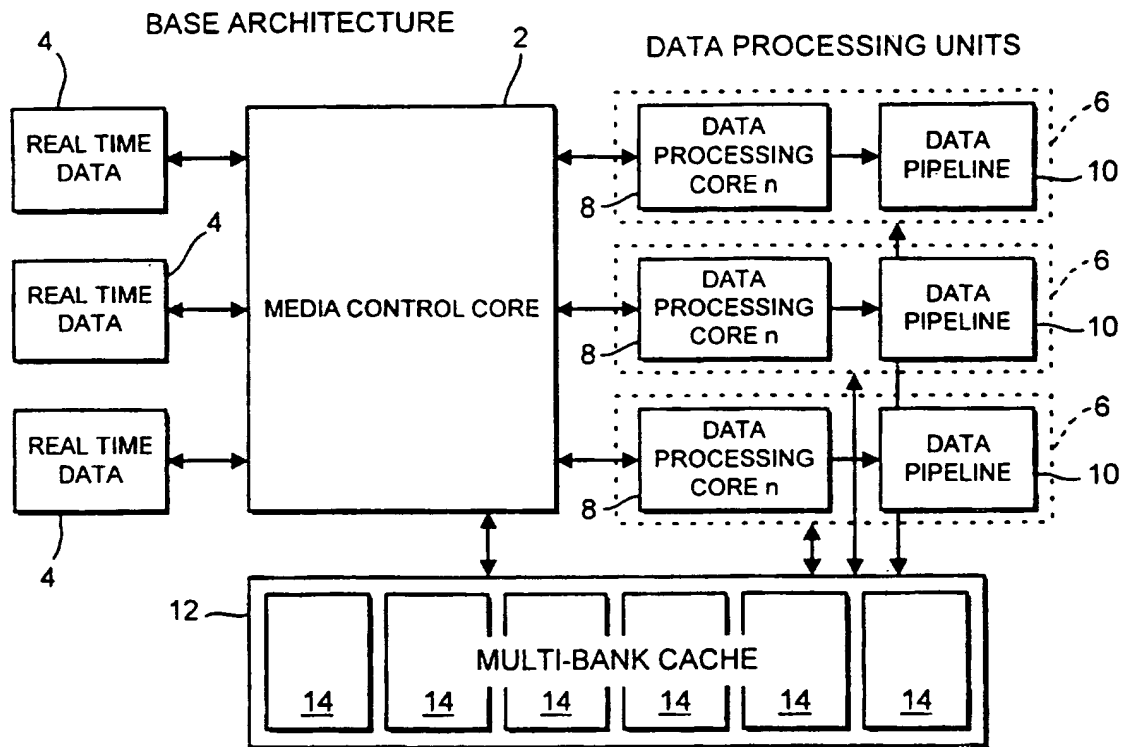 BASE ARCHITECTURE
DATA PROCESSING UNITS
4
2
REAL TIME
DATA
MEDIA CONTROL CORE
DATA
PROCESSING
CORE n
8
DATA
PIPELINE
6
10
4
REAL TIME
DATA
DATA
PROCESSING
CORE n
8
DATA
PIPELINE
6
10
REAL TIME
DATA
4
DATA
PROCESSING
CORE n
8
DATA
PIPELINE
6
10
12
MULTI-BANK CACHE
14 14 14 14 14 14